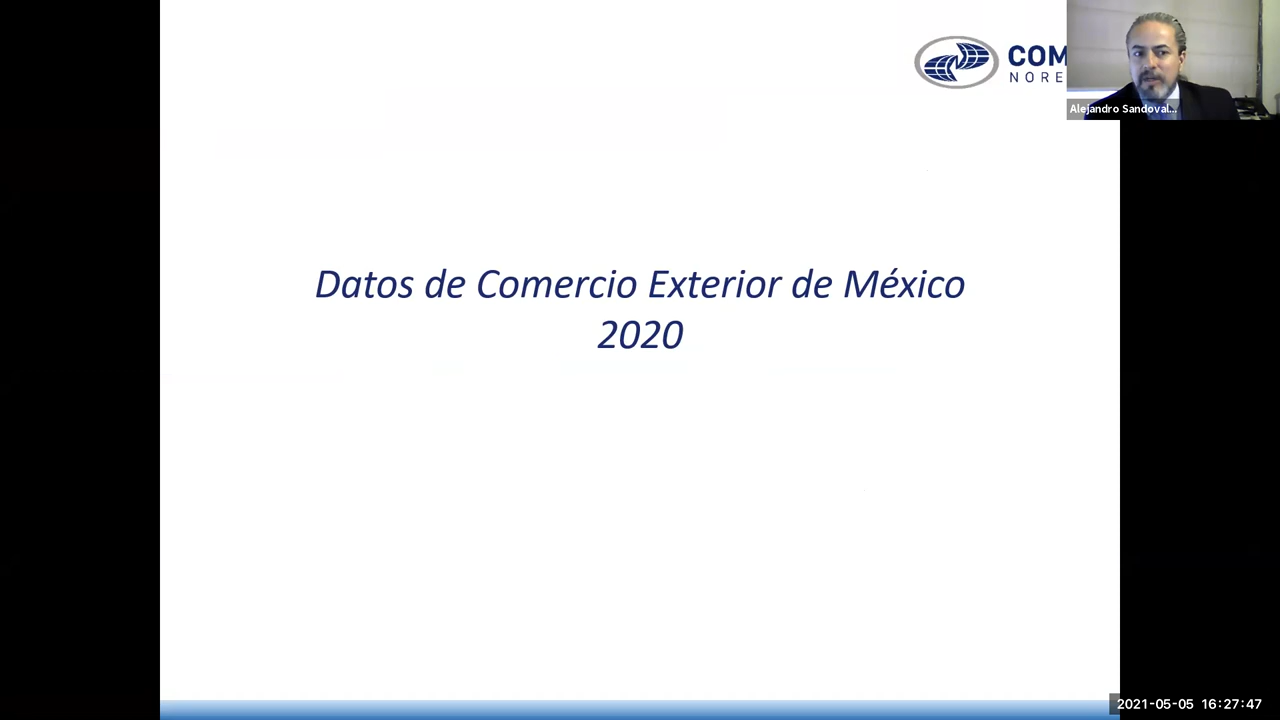 COM
NORE
Alejandro Sandoval...
Datos de Comercio Exterior de México
2020
2021-05-05 16:27:47